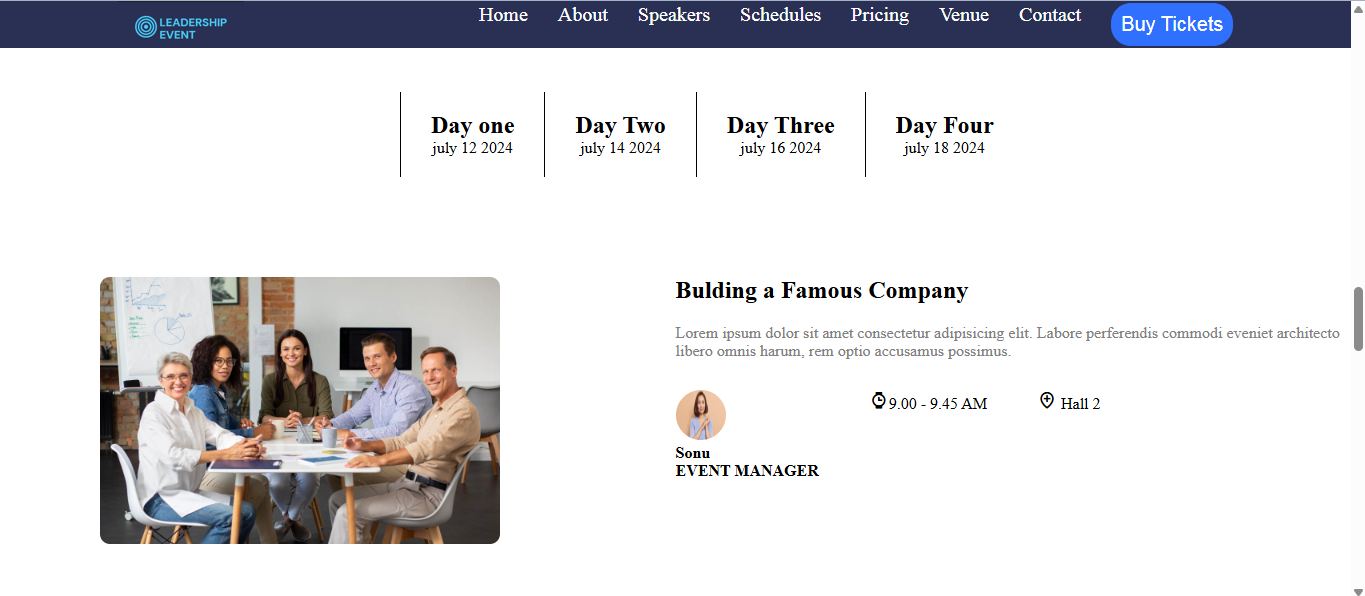 LEADERSHIP
EVENT
Home About Speakers Schedules Pricing Venue Contact Buy Tickets
Day one Day Two Day Three Day Four
july 12 2024 july 14 2024 july 16 2024 july 18 2024
Bulding a Famous Company
Lorem ipsum dolor sit amet consectetur adipisicing elit. Labore perferendis commodi eveniet architecto
libero omnis harum, rem optio accusamus possimus.
9.00 - 9.45 AM Hall 2
Sonu
EVENT MANAGER